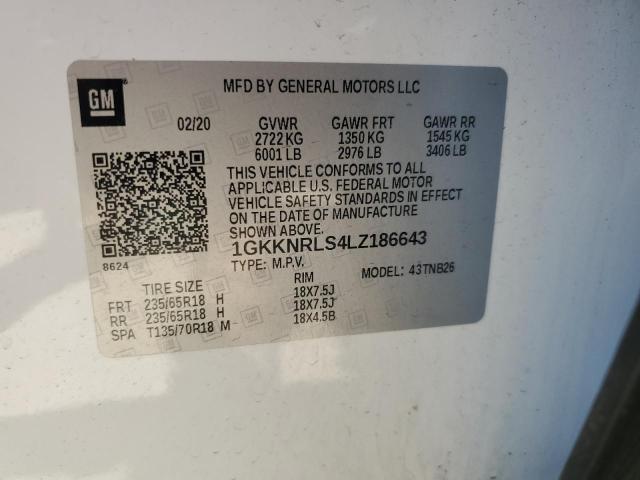 GM
MFD BY GENERAL MOTORS LLC
02/20 GVWR GAWR FRT GAWR RR
2722 KG 1350 KG 1545 KG
6001 LB 2976 LB 3406 LB
THIS VEHICLE CONFORMS TO ALL
APPLICABLE U.S. FEDERAL MOTOR
VEHICLE SAFETY STANDARDS IN EFFECT
ON THE DATE OF MANUFACTURE
SHOWN ABOVE.
8624
1GKKNRLS4LZ186643
TYPE: M.P.V. MODEL: 43TNB26
TIRE SIZE RIM
FRT 235/65R18 H 18X7.5J
RR 235/65R18 H 18X7.5J
SPA T135/70R18 M 18X4.5B